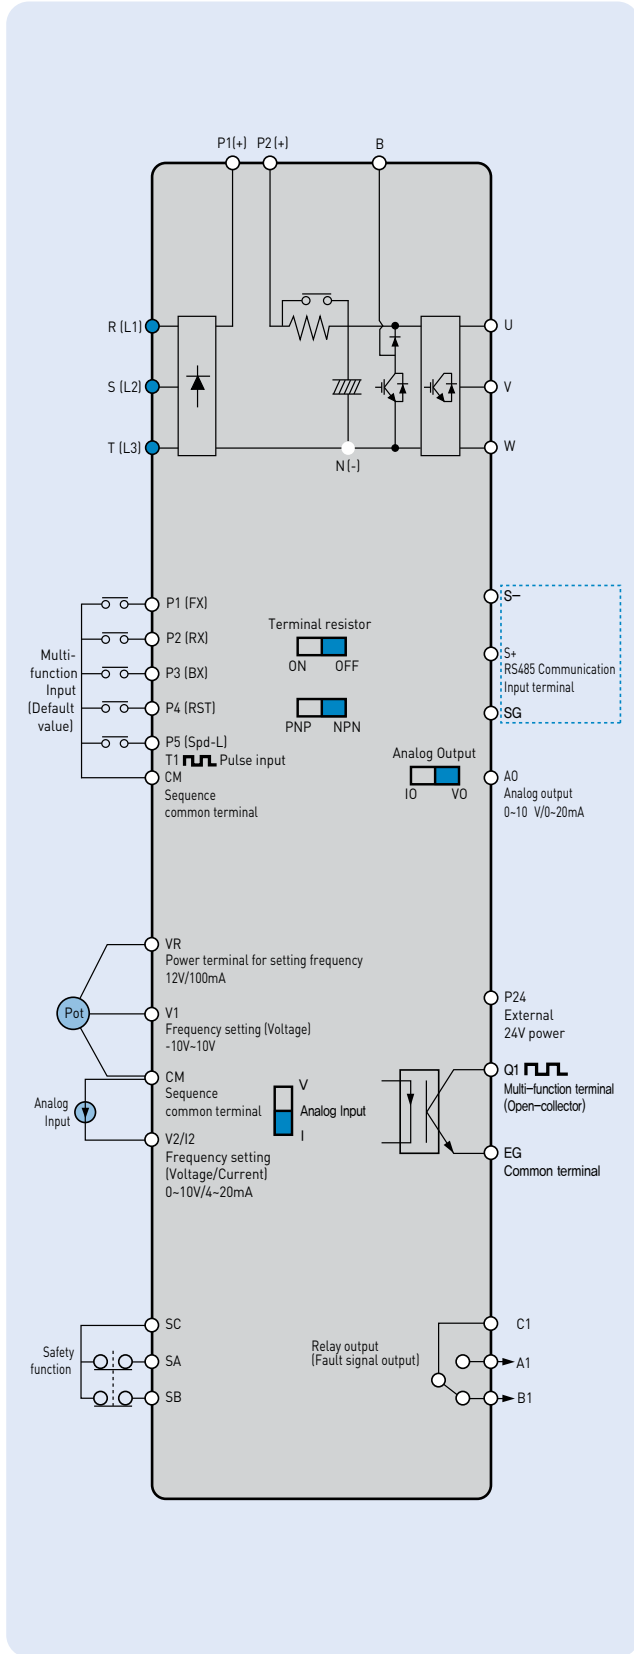 P1(+)
P2 (+)
B
R (L1)
S (L2)
T (L3)
U
V
W
N (-)
Multi-
function
Input
(Default
value)
P1 (FX)
P2 (RX)
P3 (BX)
P4 (RST)
P5 (Spd-L)
T1 Pulse input
CM
Sequence
common terminal
Terminal resistor
ON OFF
PNP NPN
Analog Output
IO VO
S−
S+
RS485 Communication
Input terminal
SG
AO
Analog output
0~10 V/0~20mA
VR
Power terminal for setting frequency
12V/100mA
Pot
V1
Frequency setting (Voltage)
-10V~10V
CM
Sequence
common terminal
Analog
Input
V2/I2
Frequency setting
(Voltage/Current)
0~10V/4~20mA
V
Analog Input
I
P24
External
24V power
Q1
Multi-function terminal
(Open-collector)
EG
Common terminal
Safety
function
SC
SA
SB
Relay output
(Fault signal output)
C1
A1
B1